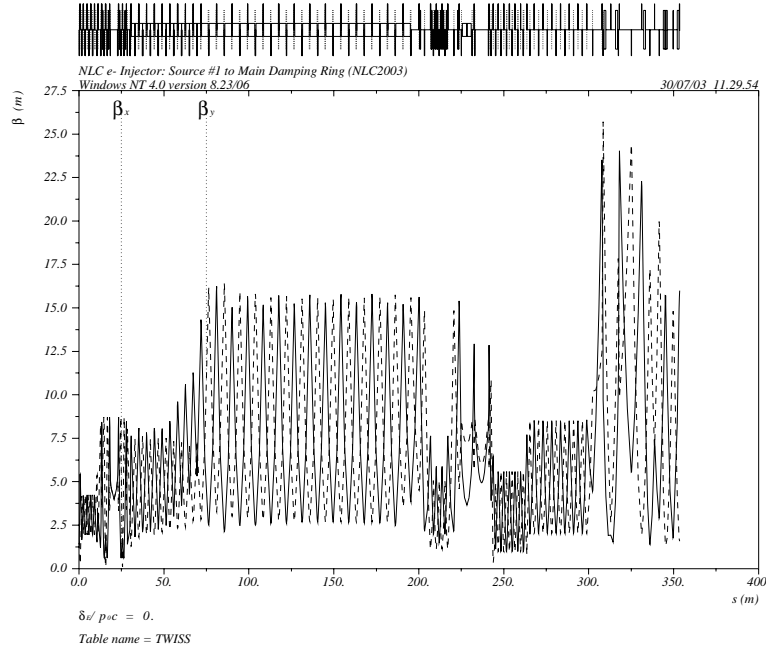 NLC e- Injector: Source #1 to Main Damping Ring (NLC2003)
Windows NT 4.0 version 8.23/06 30/07/03 11.29.54
β (m)
27.5
25.0
22.5
20.0
17.5
15.0
12.5
10.0
7.5
5.0
2.5
0.0
βx βy
0.0 50. 100. 150. 200. 250. 300. 350. 400
s (m)
δE/ p0c = 0.
Table name = TWISS